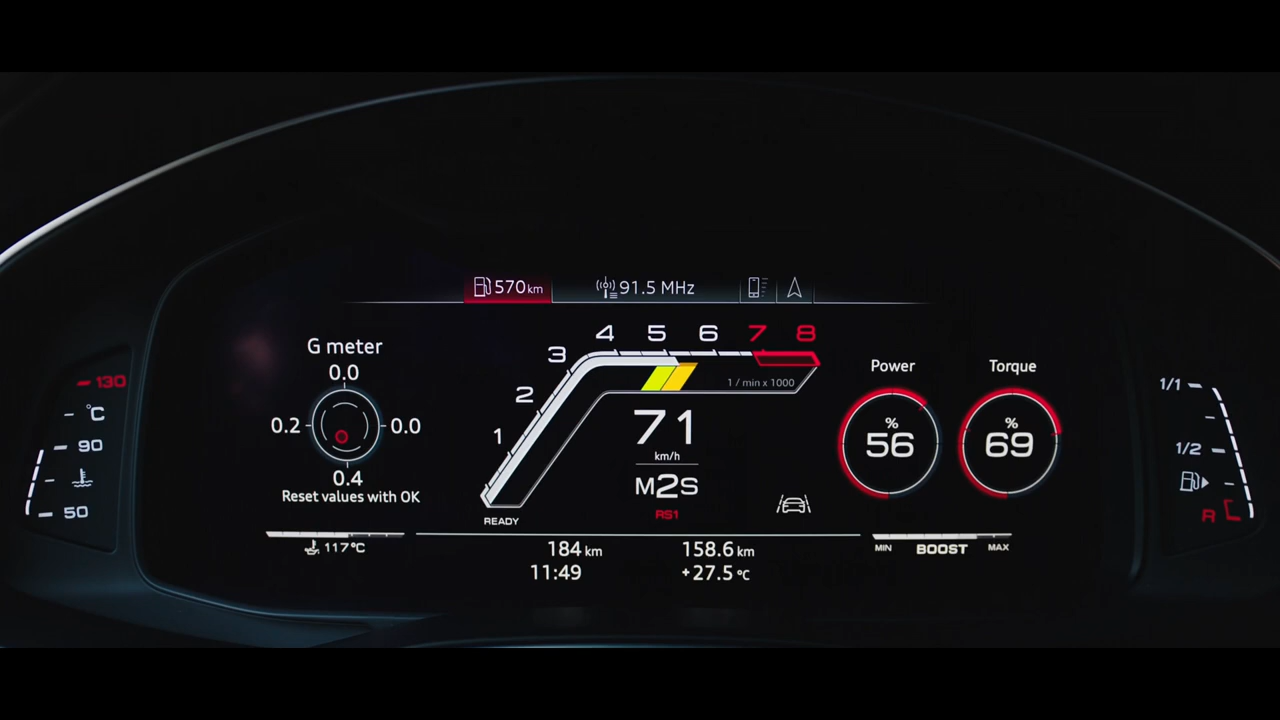 570 km
91.5 MHz
G meter
0.0
0.2
0.0
0.4
Reset values with OK
1
2
3
4
5
6
7
8
1 / min x 1000
71
km/h
M2S
RS1
READY
Power
%
56
Torque
%
69
130
°C
90
50
1/1
1/2
R
117°C
184 km
158.6 km
11:49
+27.5 °C
MIN
BOOST
MAX